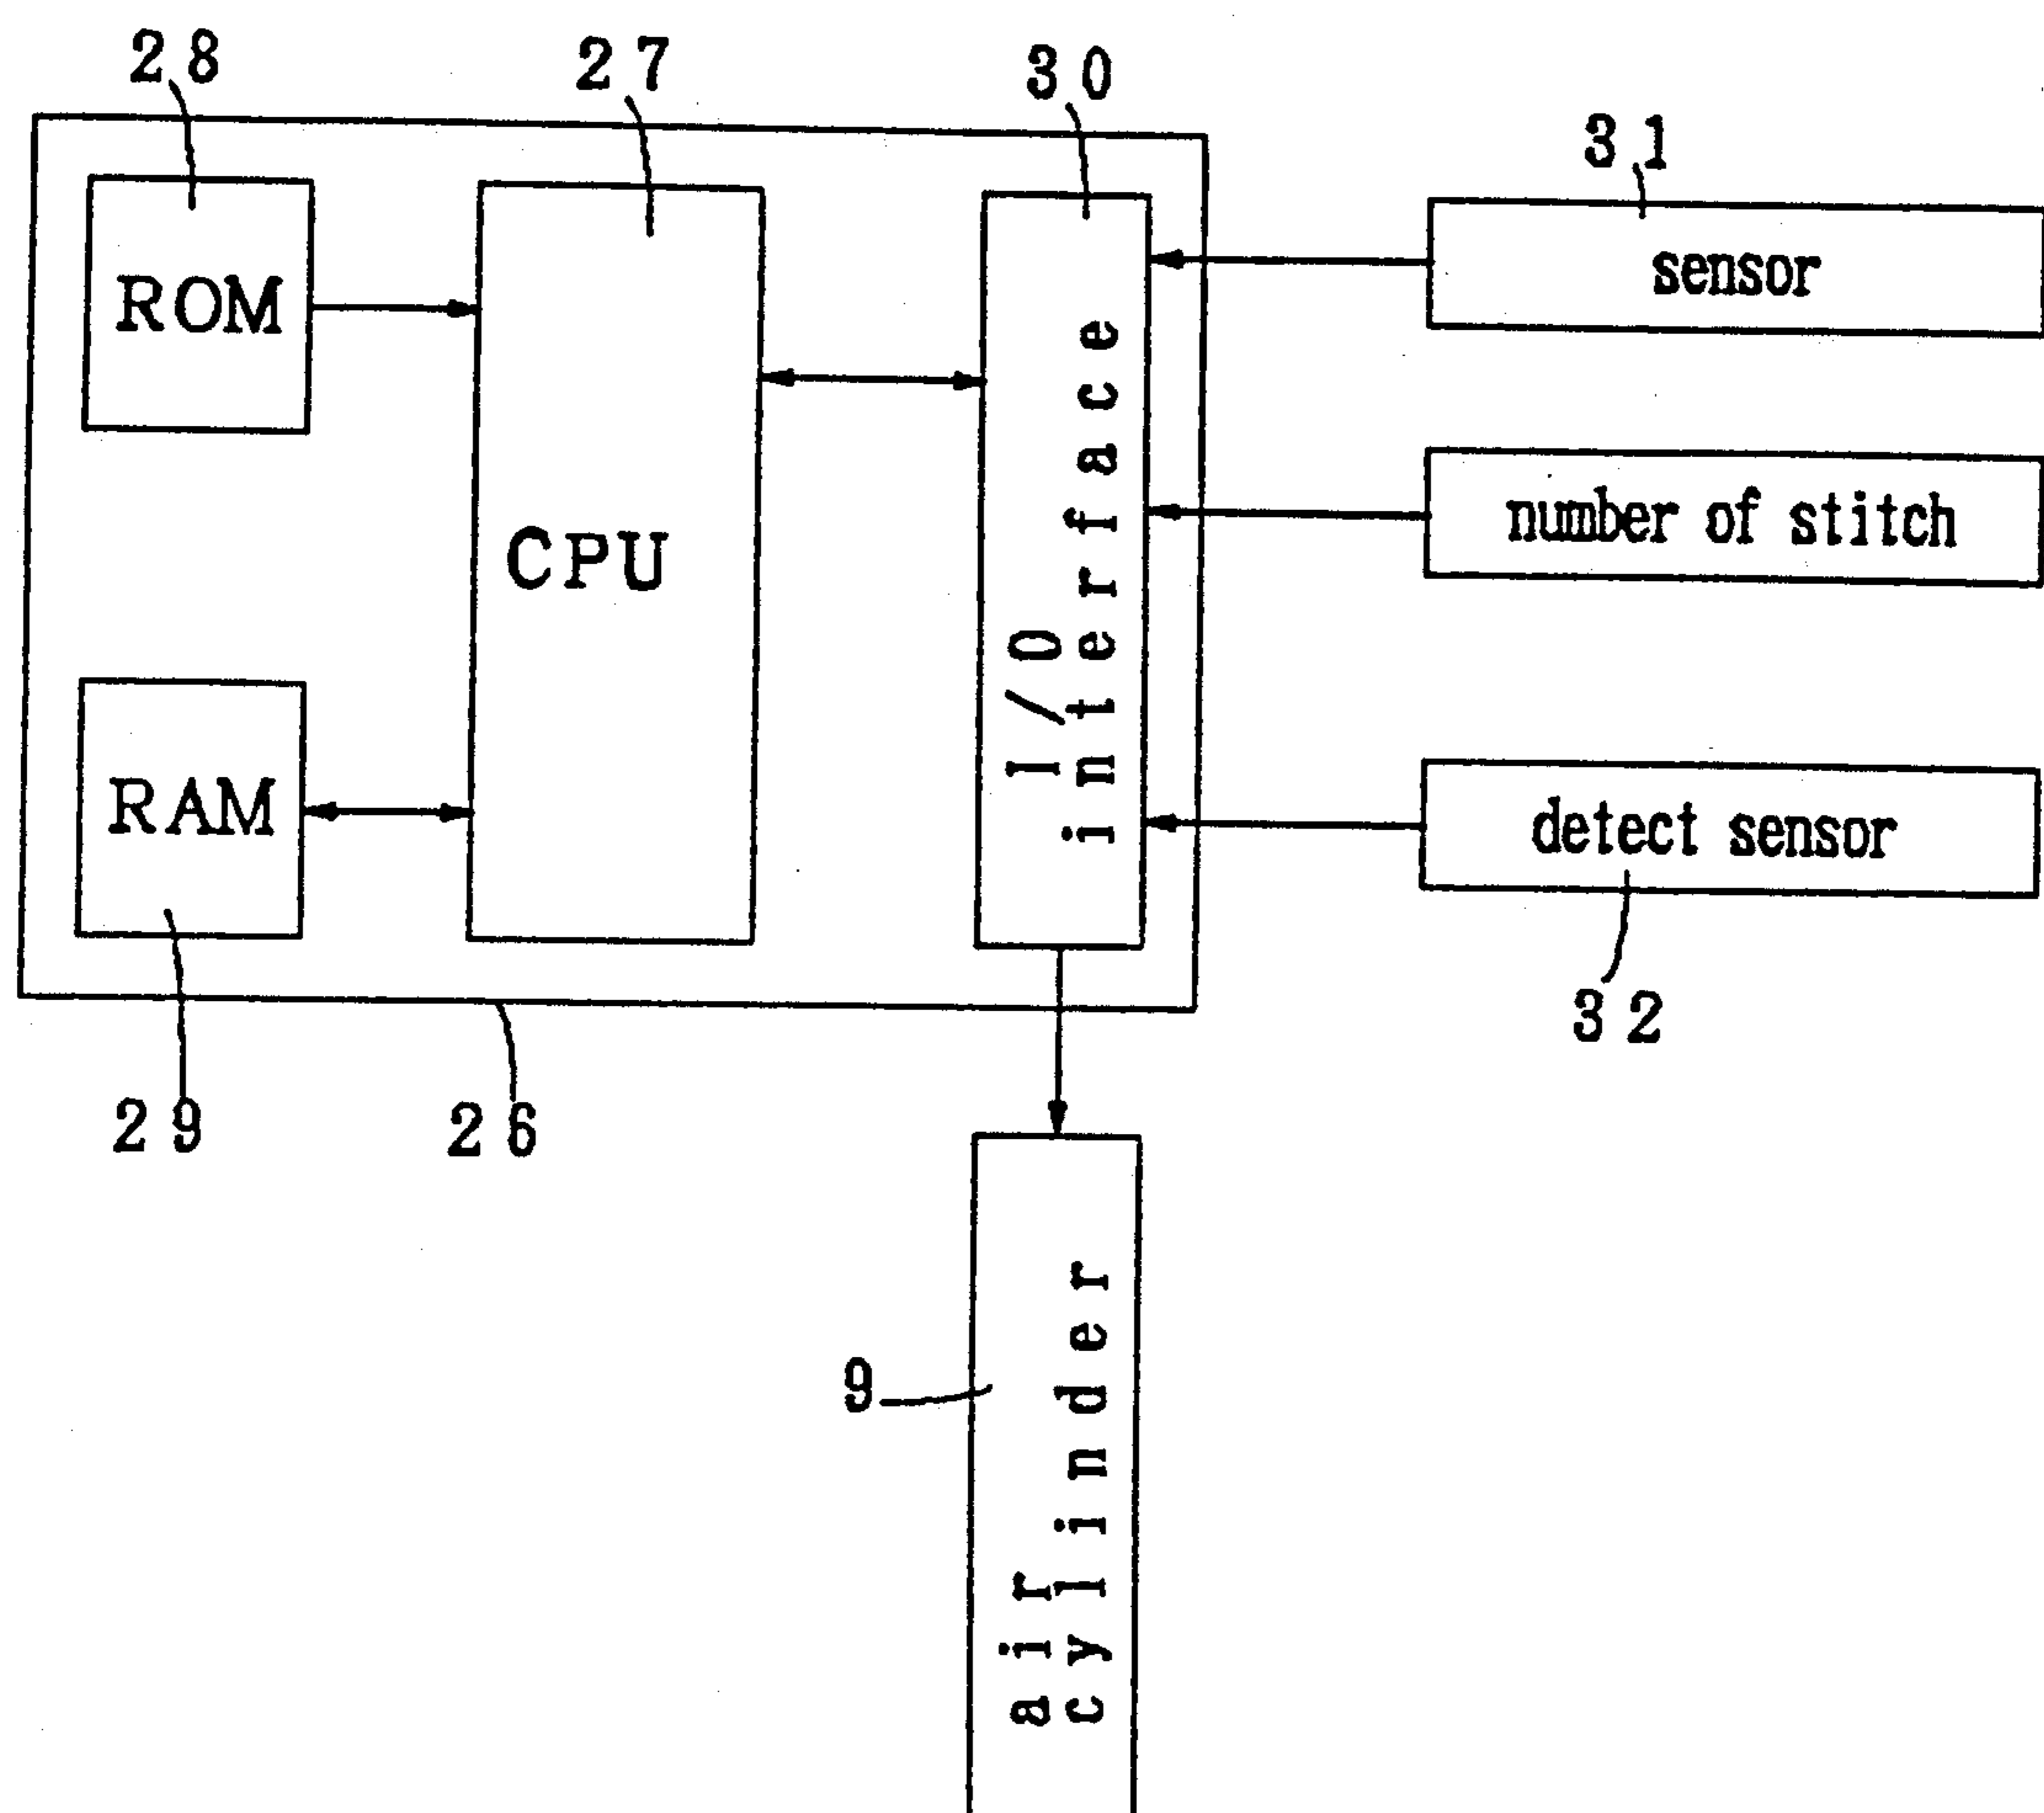 28
27
30
31
ROM
sensor
CPU
I/O
interface
number of stitch
RAM
detect sensor
32
29
26
9
air
cylinder